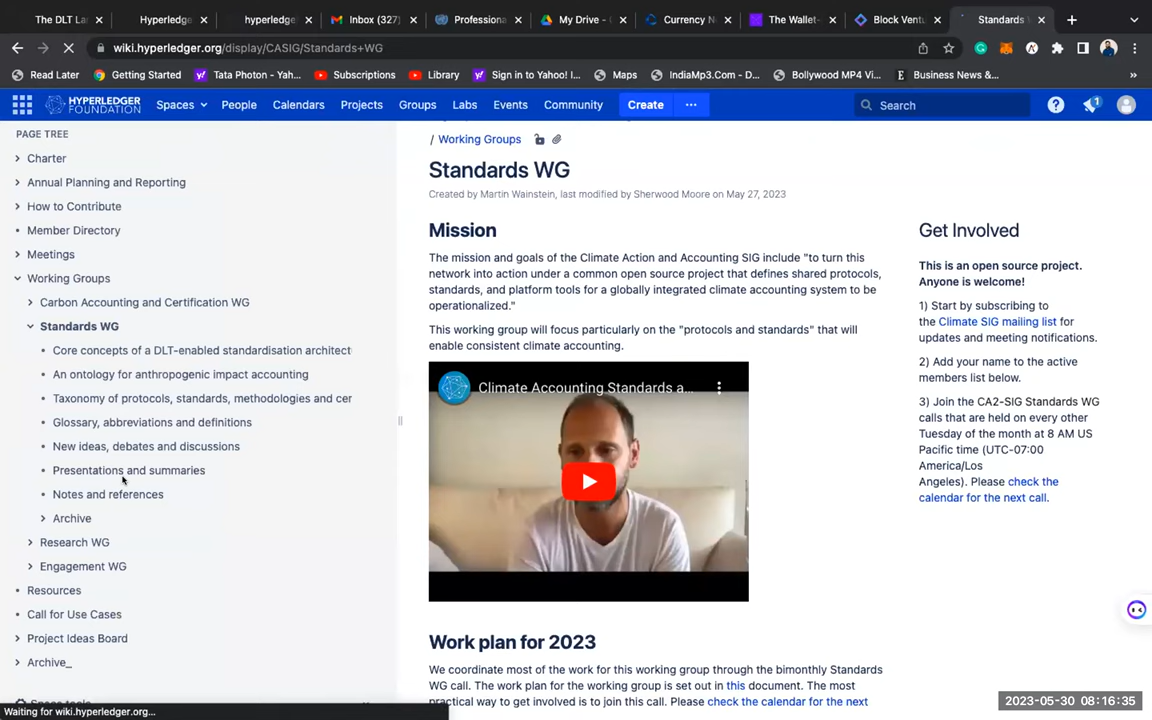 The DLT La
Hyperledge
hyperledge
Inbox (327)
Professiona
My Drive -
Currency N
The Wallet-
Block Vent
Standards
wiki.hyperledger.org/display/CASIG/Standards+WG
Read Later
Getting Started
Tata Photon - Yah...
Subscriptions
Library
Sign in to Yahoo! I...
Maps
IndiaMp3.Com - D...
Bollywood MP4 Vi...
Business News &...
»
HYPERLEDGER FOUNDATION
Spaces
People
Calendars
Projects
Groups
Labs
Events
Community
Create
...
Search
1
PAGE TREE
Charter
Annual Planning and Reporting
How to Contribute
Member Directory
Meetings
Working Groups
Carbon Accounting and Certification WG
Standards WG
Core concepts of a DLT-enabled standardisation architect
An ontology for anthropogenic impact accounting
Taxonomy of protocols, standards, methodologies and cer
Glossary, abbreviations and definitions
New ideas, debates and discussions
Presentations and summaries
Notes and references
Archive
Research WG
Engagement WG
Resources
Call for Use Cases
Project Ideas Board
Archive_
Waiting for wiki.hyperledger.org...
/ Working Groups
Standards WG
Created by Martin Wainstein, last modified by Sherwood Moore on May 27, 2023
Mission
The mission and goals of the Climate Action and Accounting SIG include "to turn this
network into action under a common open source project that defines shared protocols,
standards, and platform tools for a globally integrated climate accounting system to be
operationalized."
This working group will focus particularly on the "protocols and standards" that will
enable consistent climate accounting.
Climate Accounting Standards a...
Work plan for 2023
We coordinate most of the work for this working group through the bimonthly Standards
WG call. The work plan for the working group is set out in this document. The most
practical way to get involved is to join this call. Please check the calendar for the next
Get Involved
This is an open source project.
Anyone is welcome!
1) Start by subscribing to
the Climate SIG mailing list for
updates and meeting notifications.
2) Add your name to the active
members list below.
3) Join the CA2-SIG Standards WG
calls that are held on every other
Tuesday of the month at 8 AM US
Pacific time (UTC-07:00
America/Los
Angeles). Please check the
calendar for the next call.
2023-05-30 08:16:35